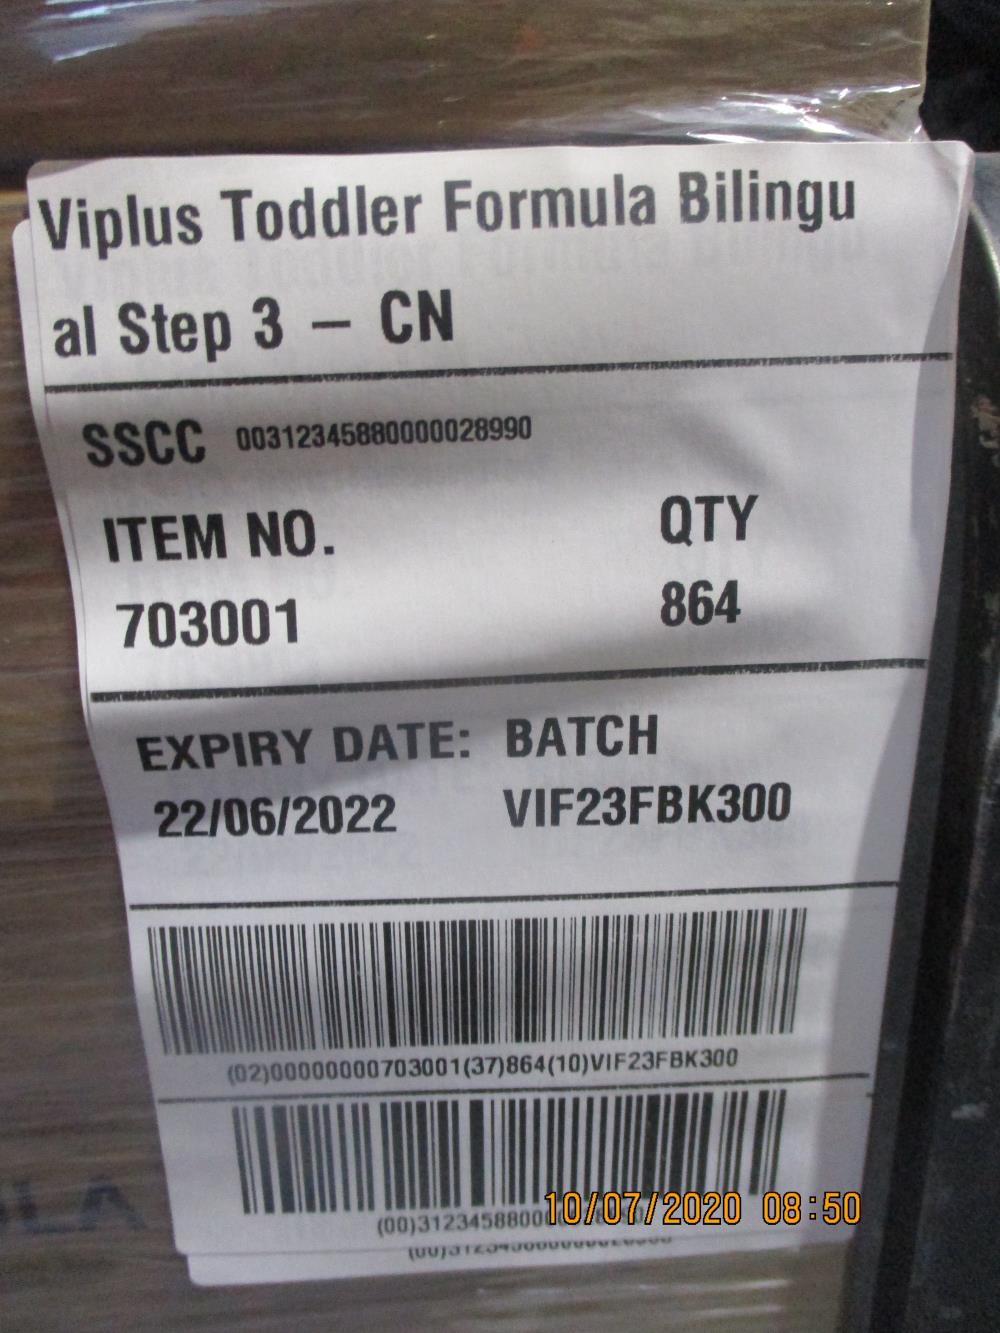 Viplus Toddler Formula Bilingu
al Step 3 – CN
SSCC 00312345880000028990
ITEM NO. QTY
703001 864
EXPIRY DATE: BATCH
22/06/2022 VIF23FBK300
(02)00000000703001(37)864(10)VIF23FBK300
10/07/2020 08:50